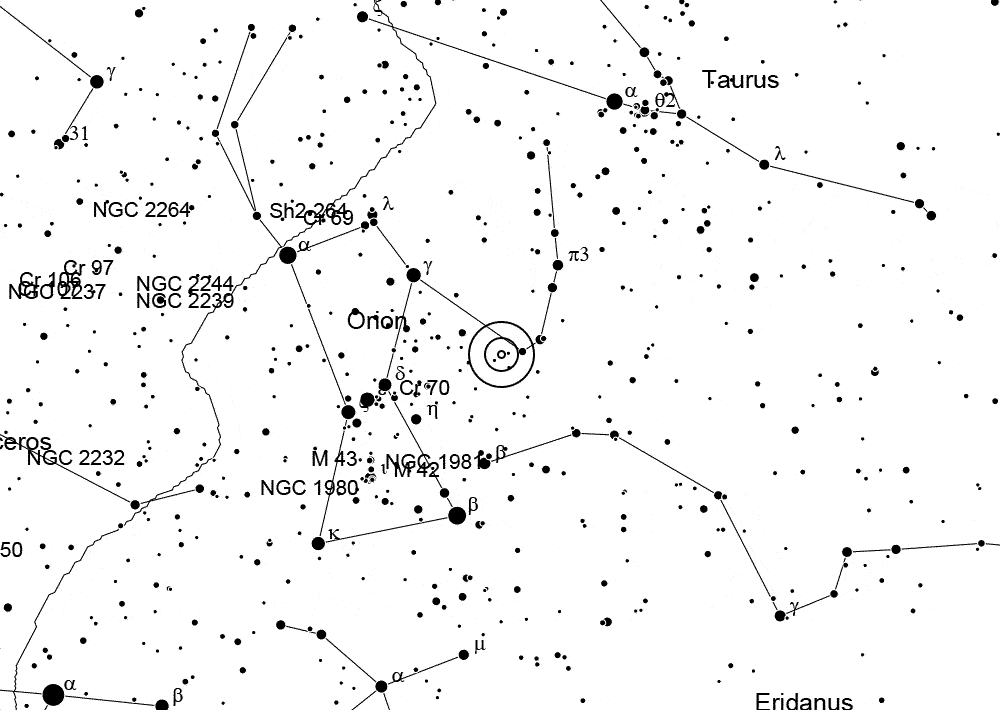 ζ
γ
Taurus
α
θ2
31
λ
NGC 2264
Sh2-264
λ
Cr 69
α
π3
γ
Cr 97
Cr 106
NGC 2244
NGC 2237
NGC 2239
Orion
δ
ε
Cr 70
ζ
η
ceros
β
NGC 2232
M 43
NGC 1981
ι
M 42
NGC 1980
β
κ
50
γ
μ
α
α
β
Eridanus